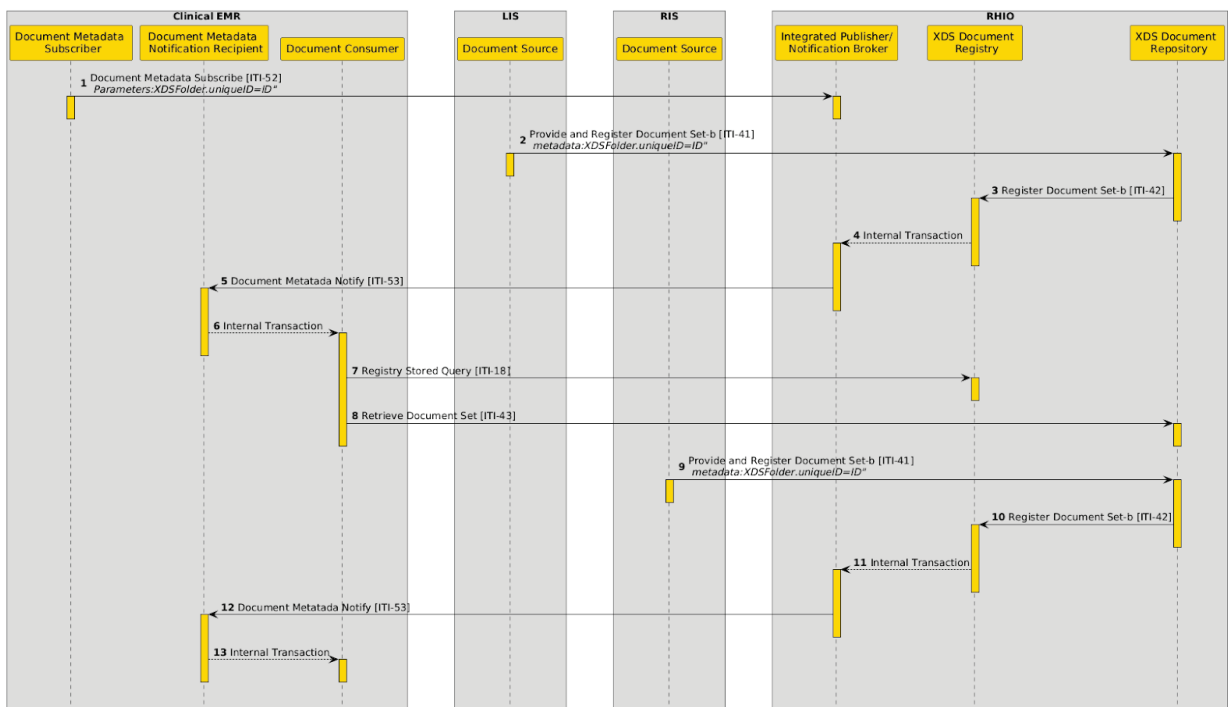 Clinical EMR
LIS
RIS
RHIO
Document Metadata
Subscriber
Document Metadata
Notification Recipient
Document Consumer
Document Source
Document Source
Integrated Publisher/
Notification Broker
XDS Document
Registry
XDS Document
Repository
1 Document Metadata Subscribe [ITI-52]
Parameters:XDSFolder.uniqueID=iD"
2 Provide and Register Document Set-b [ITI-41]
metadata:XDSFolder.uniqueID=ID"
3 Register Document Set-b [ITI-42]
4 Internal Transaction
5 Document Metatada Notify [ITI-53]
6 Internal Transaction
7 Registry Stored Query [ITI-18]
8 Retrieve Document Set [ITI-43]
9 Provide and Register Document Set-b [ITI-41]
metadata:XDSFolder.uniqueID=ID"
10 Register Document Set-b [ITI-42]
11 Internal Transaction
12 Document Metatada Notify [ITI-53]
13 Internal Transaction